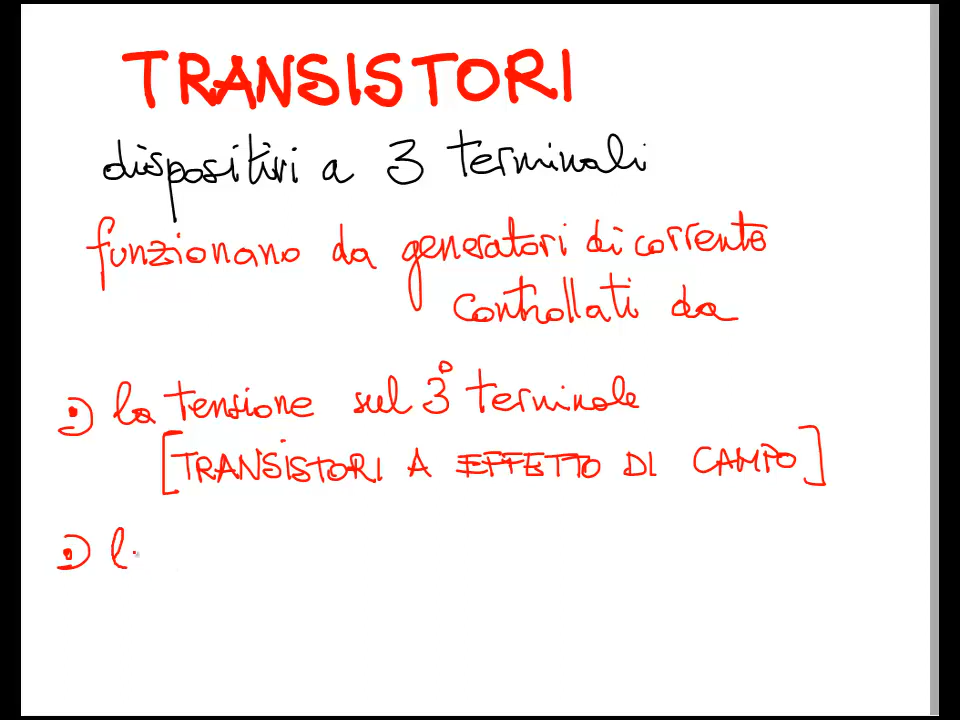 TRANSISTORI
dispositivi a 3 terminali
funzionano da generatori di corrente
controllati da
•) la tensione sul 3° terminale
[TRANSISTORI A EFFETTO DI CAMPO]
•) l